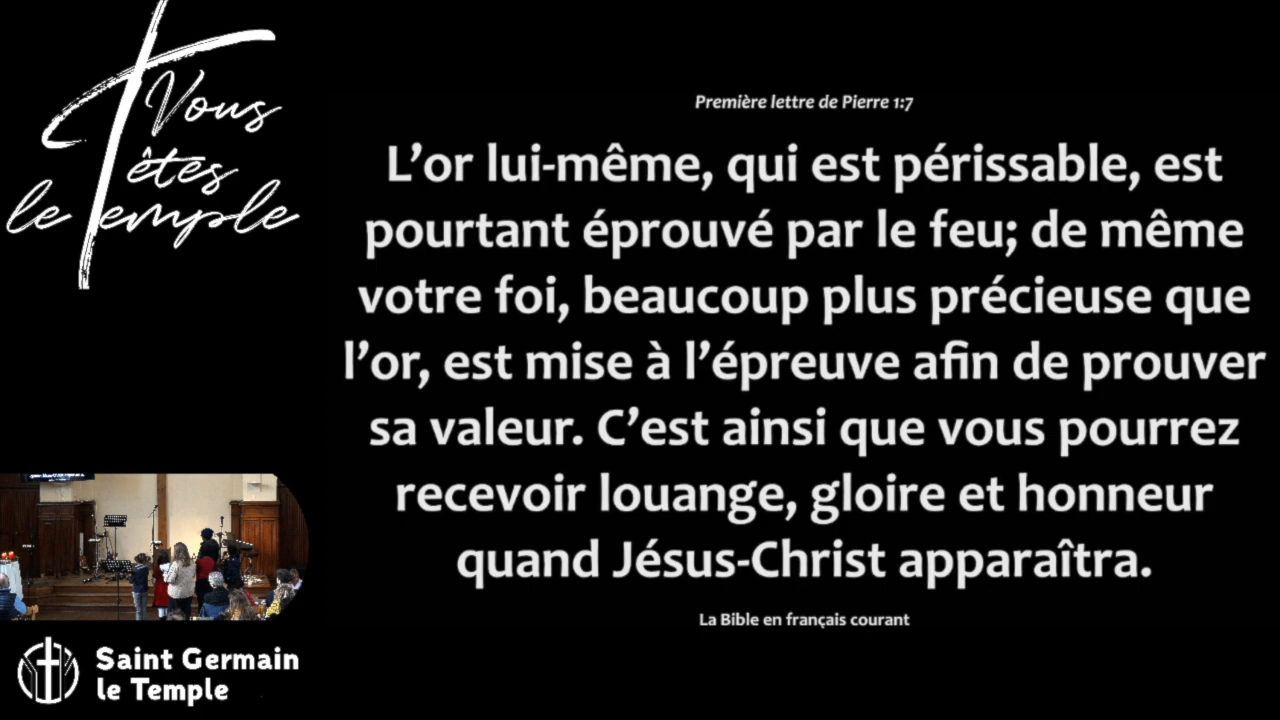 Vous
êtes
le Temple
Première lettre de Pierre 1:7
L’or lui-même, qui est périssable, est
pourtant éprouvé par le feu; de même
votre foi, beaucoup plus précieuse que
l’or, est mise à l’épreuve afin de prouver
sa valeur. C’est ainsi que vous pourrez
recevoir louange, gloire et honneur
quand Jésus-Christ apparaîtra.
La Bible en français courant
Saint Germain
le Temple